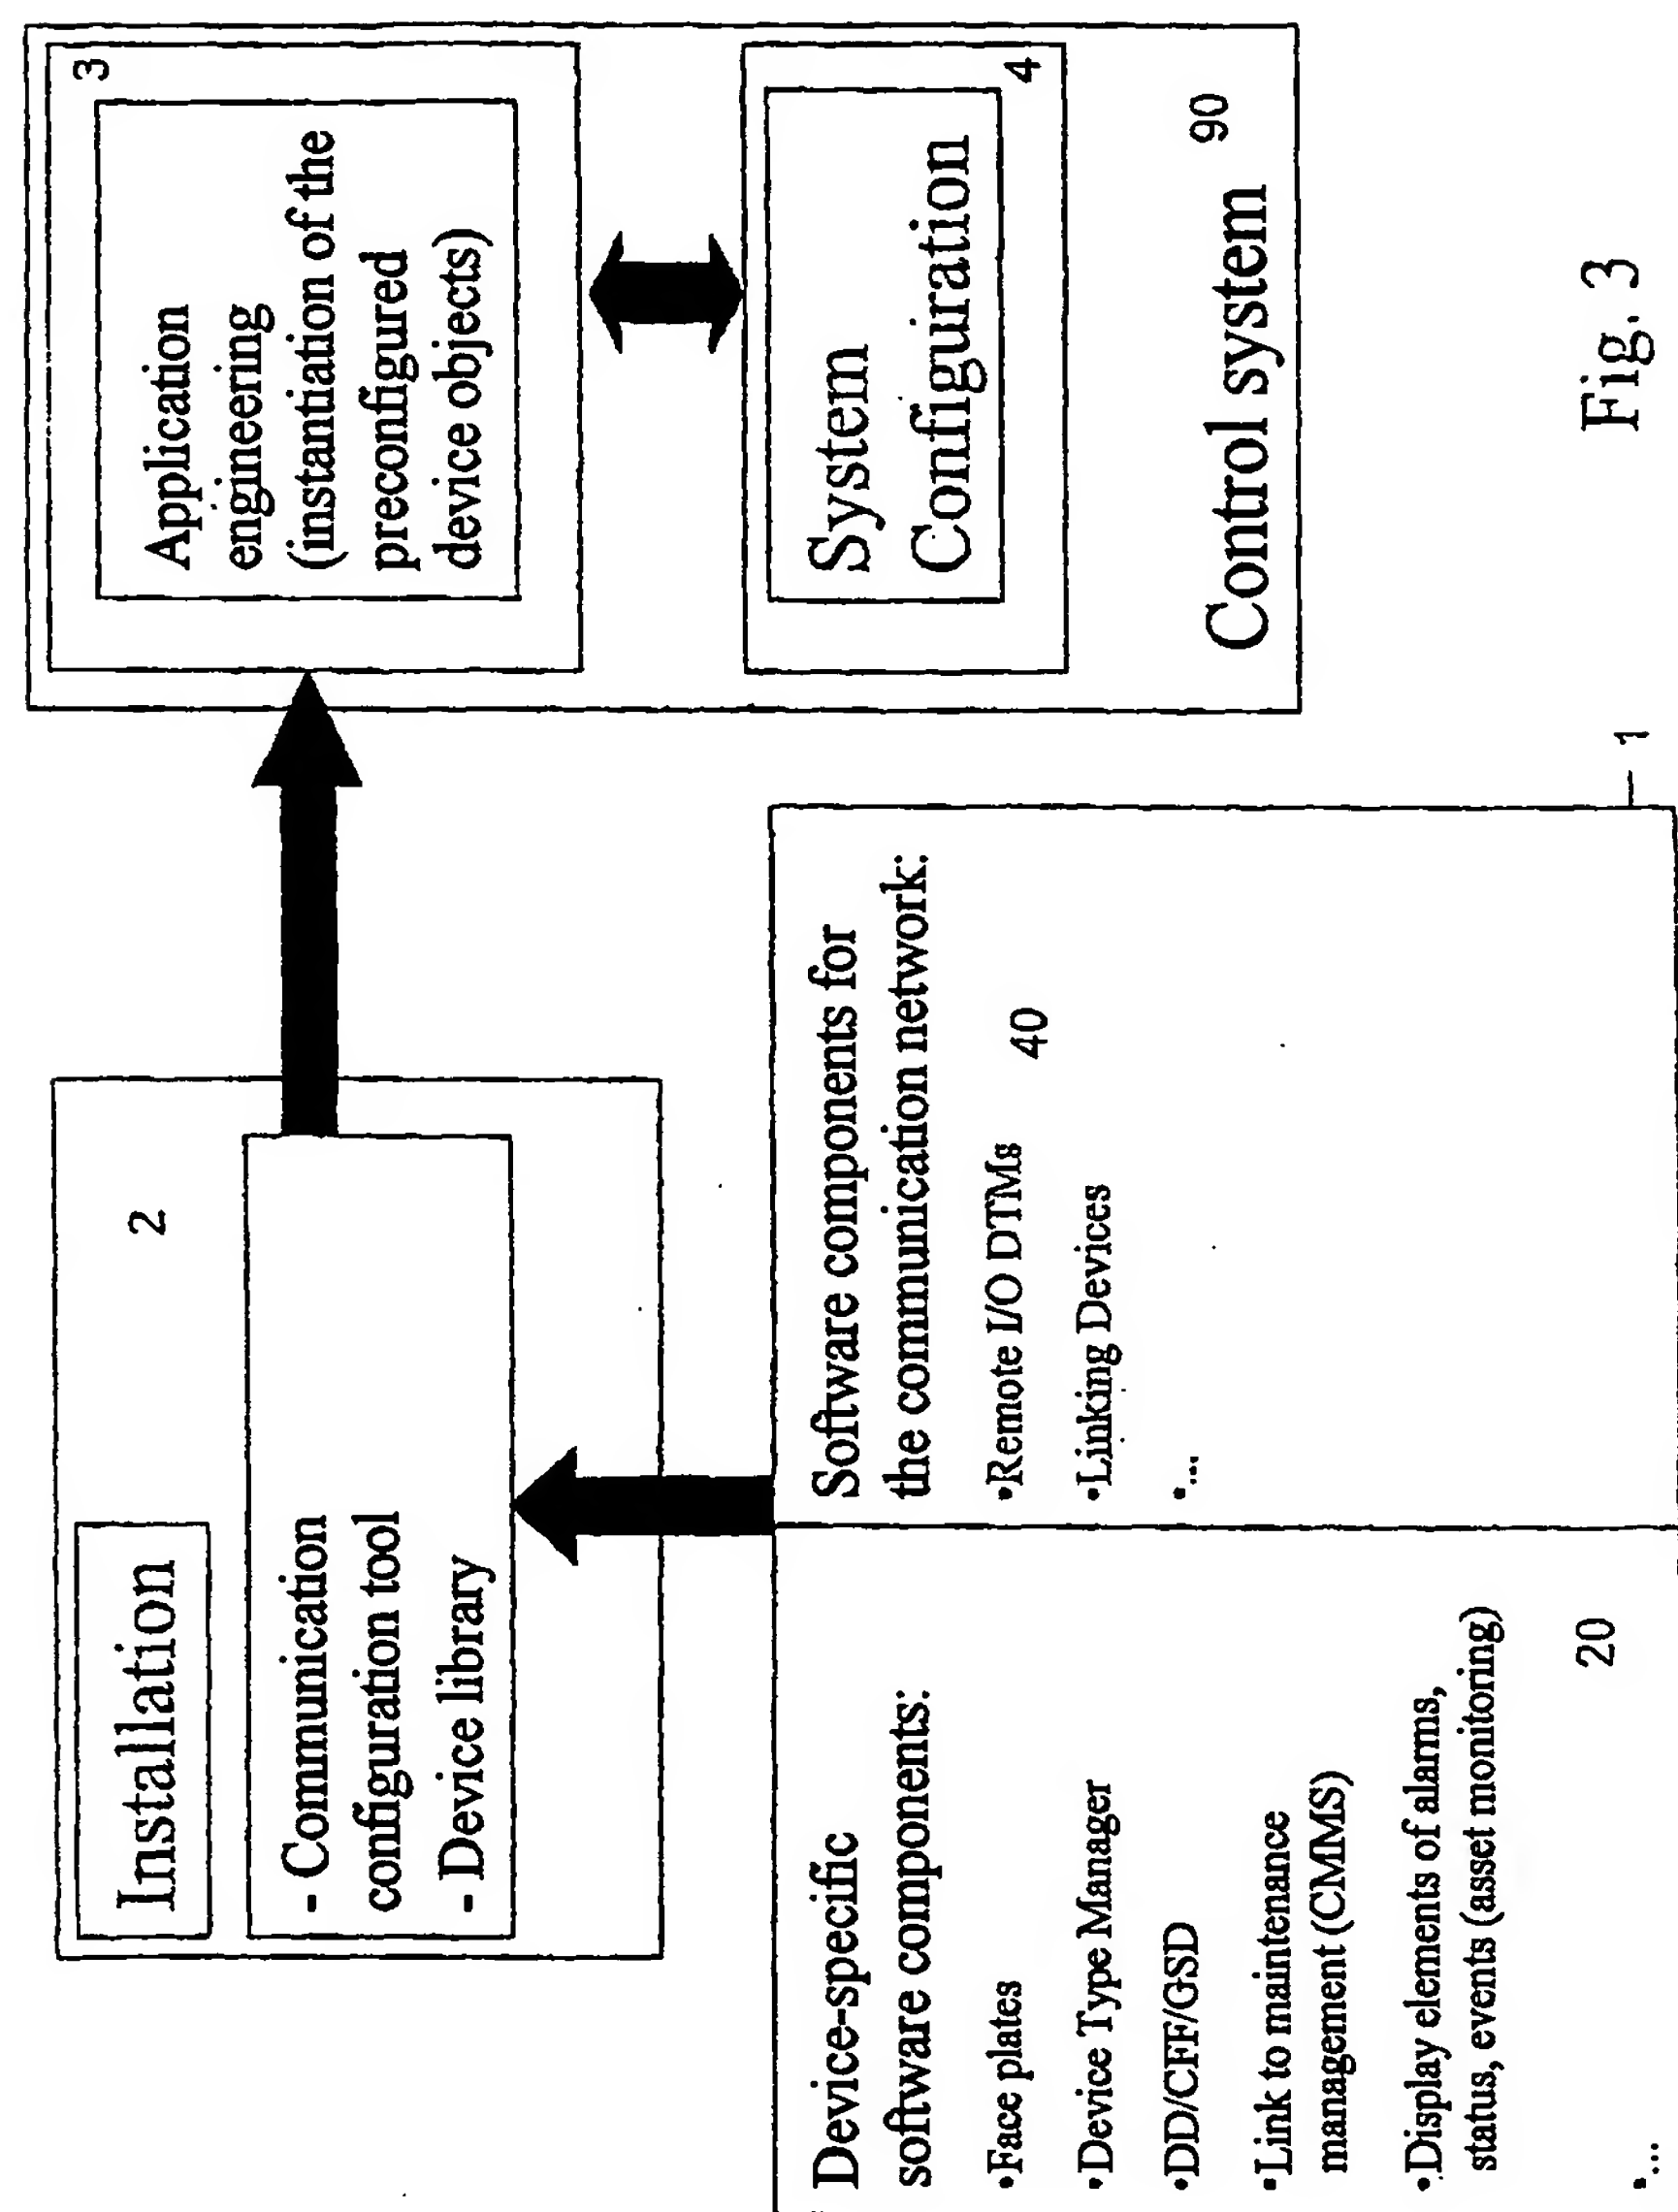 Installation
2
- Communication
configuration tool
- Device library
3
Application
engineering
(instantiation of the
preconfigured
device objects)
System
Configuration
4
Control system
90
Device-specific
software components:
•Face plates
•Device Type Manager
•DD/CFF/GSD
•Link to maintenance
management (CMMS)
•Display elements of alarms,
status, events (asset monitoring)
•...
20
Software components for
the communication network:
•Remote I/O DTMs
40
•Linking Devices
•...
1
Fig. 3